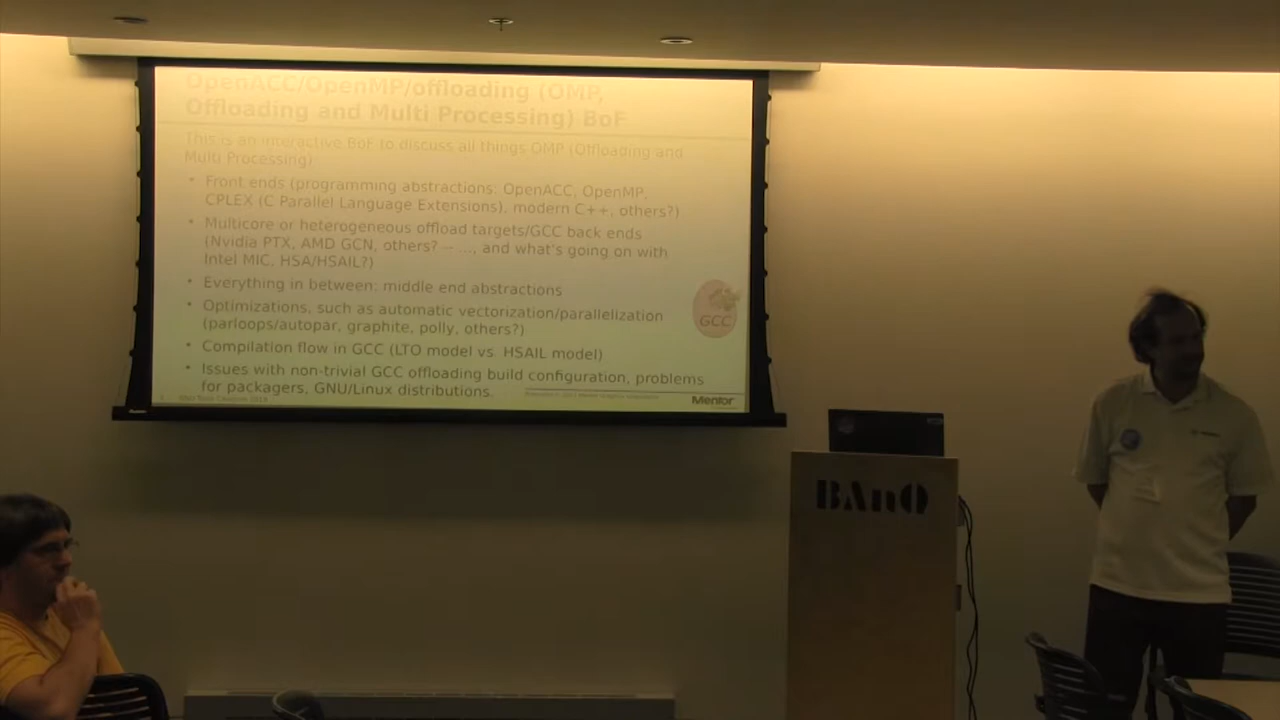 OpenACC/OpenMP/offloading (OMP,
Offloading and Multi Processing) BoF
This is an interactive BoF to discuss all things OMP (Offloading and
Multi Processing)
• Front ends (programming abstractions: OpenACC, OpenMP,
CPLEX (C Parallel Language Extensions), modern C++, others?)
• Multicore or heterogeneous offload targets/GCC back ends
(Nvidia PTX, AMD GCN, others? -- ..., and what's going on with
Intel MIC, HSA/HSAIL?)
• Everything in between: middle end abstractions
• Optimizations, such as automatic vectorization/parallelization
(parloops/autopar, graphite, polly, others?)
GCC
• Compilation flow in GCC (LTO model vs. HSAIL model)
• Issues with non-trivial GCC offloading build configuration, problems
for packagers, GNU/Linux distributions.
Mentor
BAnQ